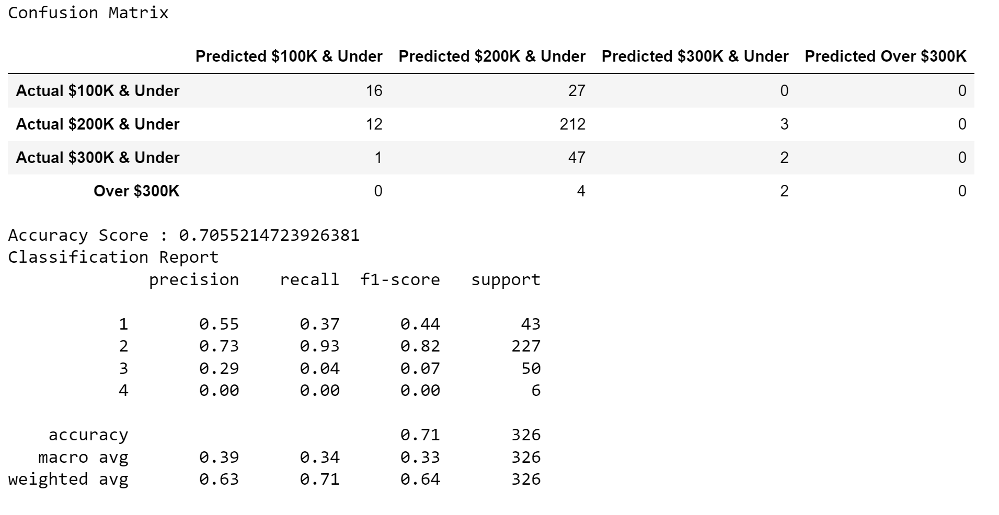 Confusion Matrix
Predicted $100K & Under Predicted $200K & Under Predicted $300K & Under Predicted Over $300K
Actual $100K & Under 16 27 0 0
Actual $200K & Under 12 212 3 0
Actual $300K & Under 1 47 2 0
Over $300K 0 4 2 0
Accuracy Score : 0.7055214723926381
Classification Report
precision recall f1-score support
1 0.55 0.37 0.44 43
2 0.73 0.93 0.82 227
3 0.29 0.04 0.07 50
4 0.00 0.00 0.00 6
accuracy 0.71 326
macro avg 0.39 0.34 0.33 326
weighted avg 0.63 0.71 0.64 326